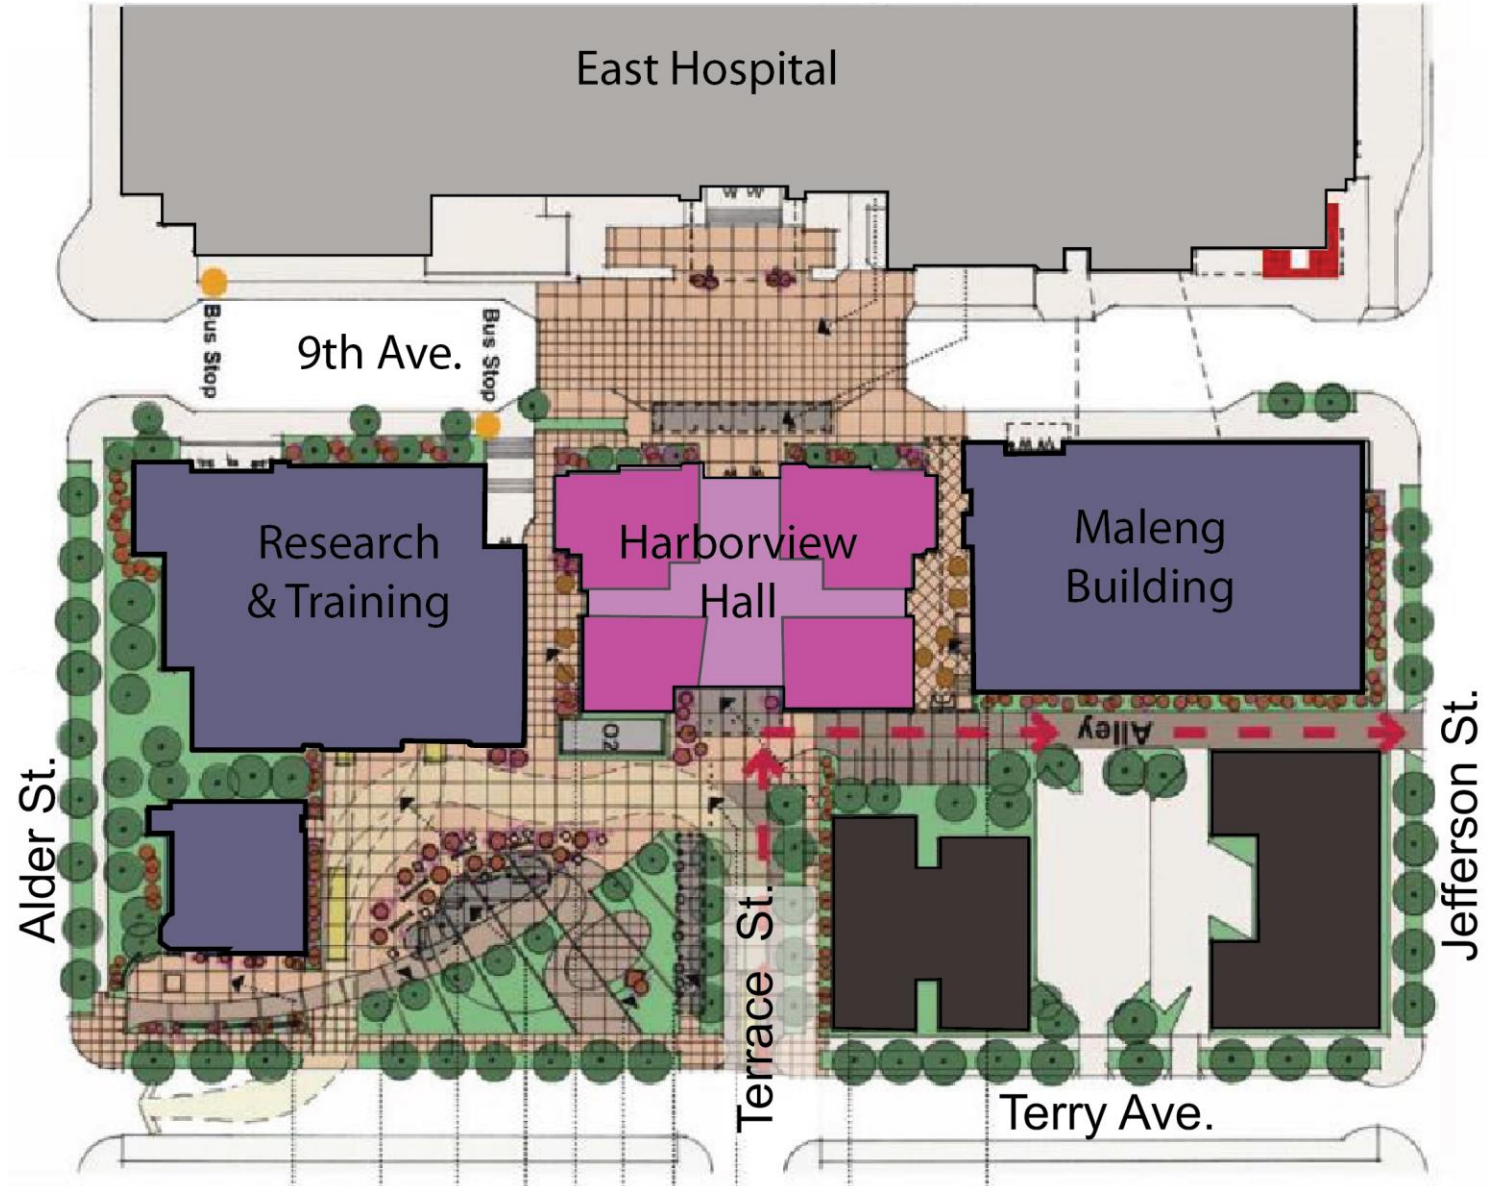 East Hospital
Bus Stop
9th Ave.
Bus Stop
Research
& Training
Harborview
Hall
Maleng
Building
O2
Alley
Alder St.
Jefferson St.
Terrace St.
Terry Ave.